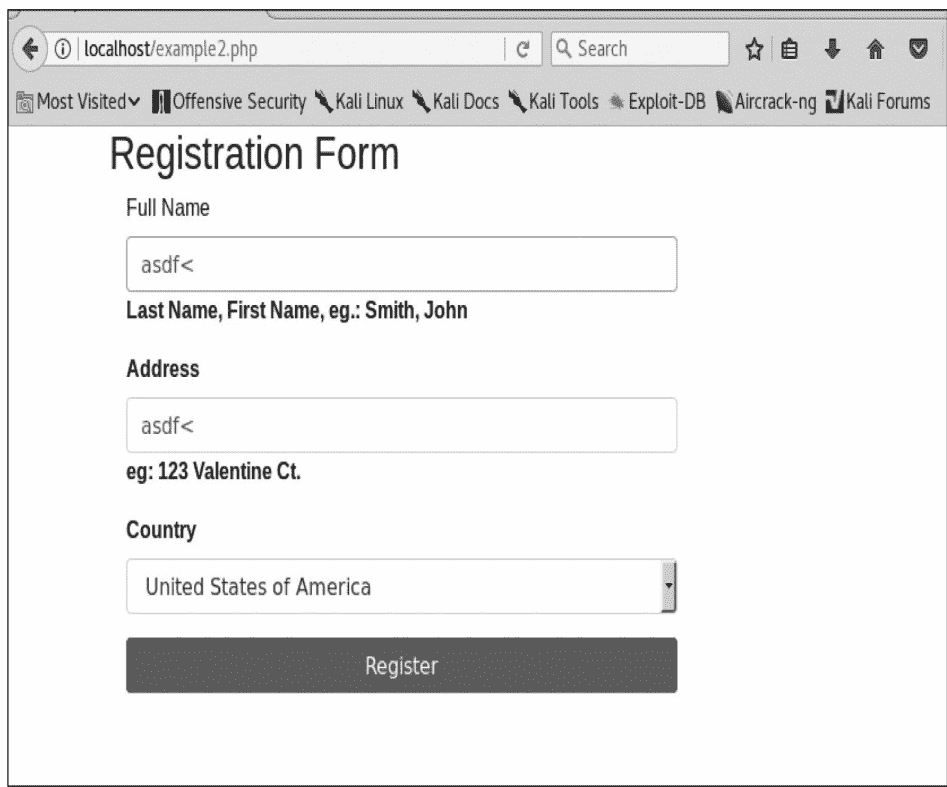 localhost/example2.php Search
Most Visited Offensive Security Kali Linux Kali Docs Kali Tools Exploit-DB Aircrack-ng Kali Forums
Registration Form
Full Name
asdf<
Last Name, First Name, eg.: Smith, John
Address
asdf<
eg: 123 Valentine Ct.
Country
United States of America
Register